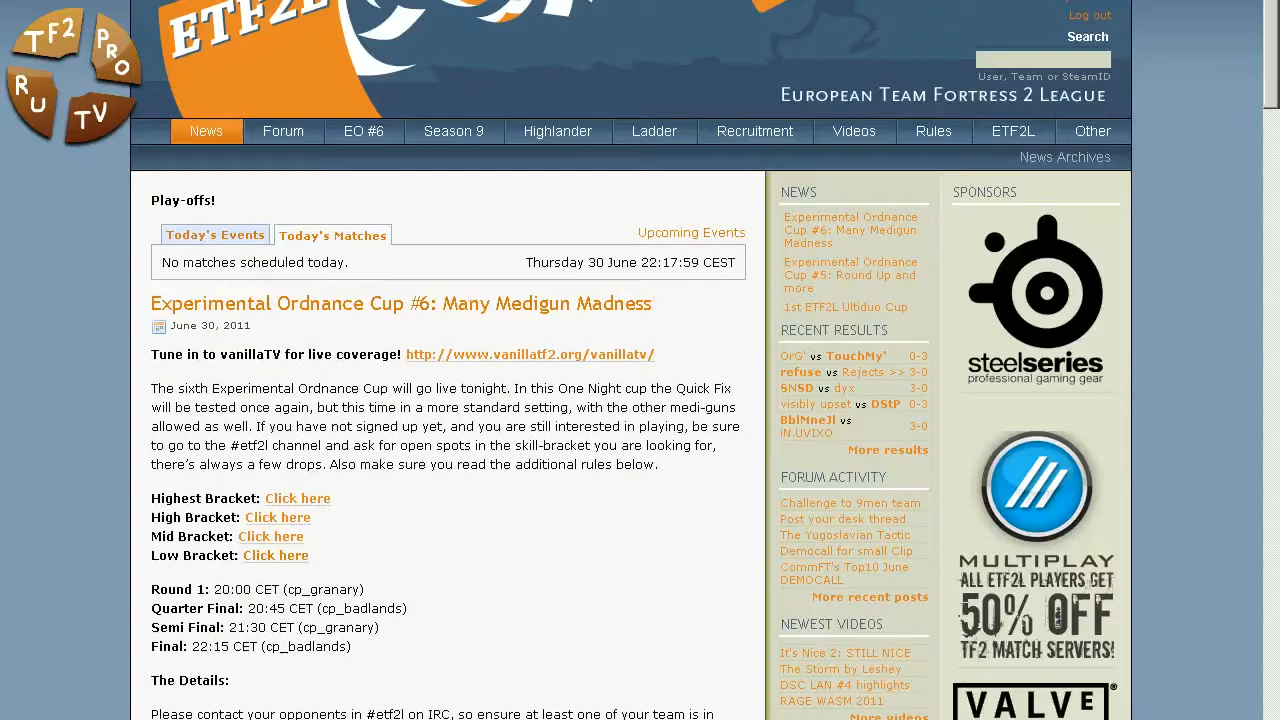 TF2
PRO
RU
TV
ETF2L
Log out
Search
User, Team or SteamID
European Team Fortress 2 League
News Forum EO #6 Season 9 Highlander Ladder Recruitment Videos Rules ETF2L Other
News Archives
Play-offs!
Today's Events Today's Matches Upcoming Events
No matches scheduled today. Thursday 30 June 22:17:59 CEST
Experimental Ordnance Cup #6: Many Medigun Madness
June 30, 2011
Tune in to vanillaTV for live coverage! http://www.vanillatf2.org/vanillatv/
The sixth Experimental Ordnance Cup will go live tonight. In this One Night cup the Quick Fix
will be tested once again, but this time in a more standard setting, with the other medi-guns
allowed as well. If you have not signed up yet, and you are still interested in playing, be sure
to go to the #etf2l channel and ask for open spots in the skill-bracket you are looking for,
there's always a few drops. Also make sure you read the additional rules below.
Highest Bracket: Click here
High Bracket: Click here
Mid Bracket: Click here
Low Bracket: Click here
Round 1: 20:00 CET (cp_granary)
Quarter Final: 20:45 CET (cp_badlands)
Semi Final: 21:30 CET (cp_granary)
Final: 22:15 CET (cp_badlands)
The Details:
Please contact your opponents in #etf2l on IRC, so ensure at least one of your team is in
NEWS
Experimental Ordnance
Cup #6: Many Medigun
Madness
Experimental Ordnance
Cup #5: Round Up and
more
1st ETF2L Ultiduo Cup
RECENT RESULTS
OrG' vs TouchMy' 0-3
refuse vs Rejects >> 3-0
SNSD vs dyx 3-0
visibly upset vs DStP 0-3
BblMneJl vs
iN.UVIXO 3-0
More results
FORUM ACTIVITY
Challenge to 9men team
Post your desk thread
The Yugoslavian Tactic
Democall for small Clip
CommFT's Top10 June
DEMOCALL
More recent posts
NEWEST VIDEOS
It's Nice 2: STILL NICE
The Storm by Leshey
DSC LAN #4 highlights
RAGE WASM 2011
More videos
SPONSORS
steelseries
professional gaming gear
MULTIPLAY
ALL ETF2L PLAYERS GET
50% OFF
TF2 MATCH SERVERS!
VALVE®